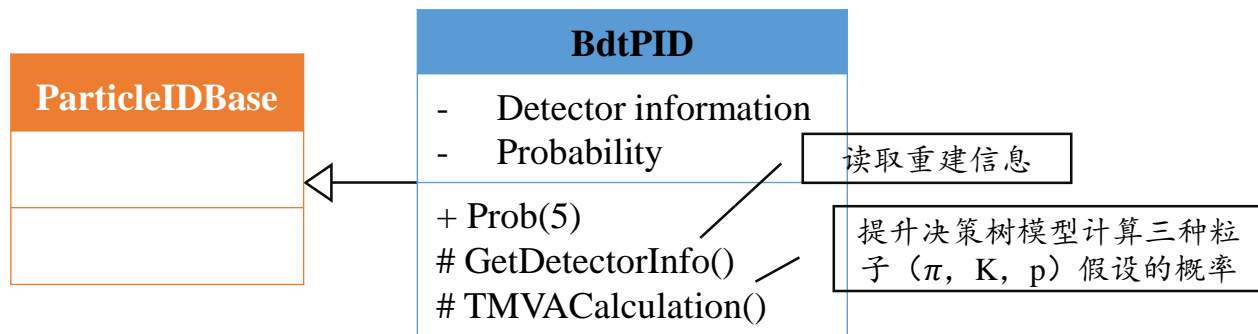 ParticleIDBase
BdtPID
- Detector information
- Probability
+ Prob(5)
# GetDetectorInfo()
# TMVACalculation()
读取重建信息
提升决策树模型计算三种粒
子（π，K，p）假设的概率